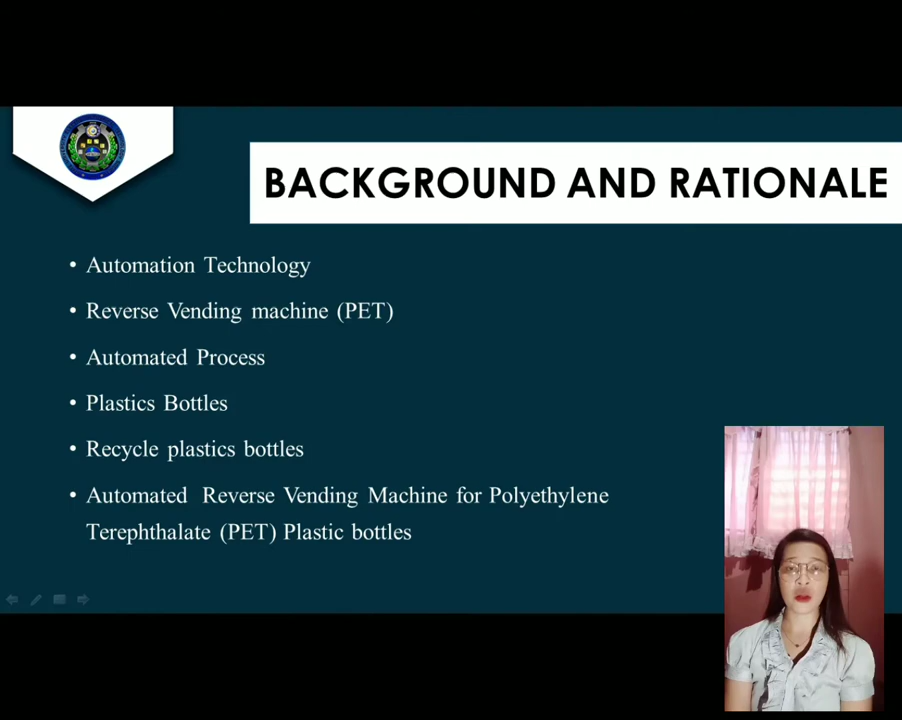 BACKGROUND AND RATIONALE
• Automation Technology
• Reverse Vending machine (PET)
• Automated Process
• Plastics Bottles
• Recycle plastics bottles
• Automated Reverse Vending Machine for Polyethylene
Terephthalate (PET) Plastic bottles